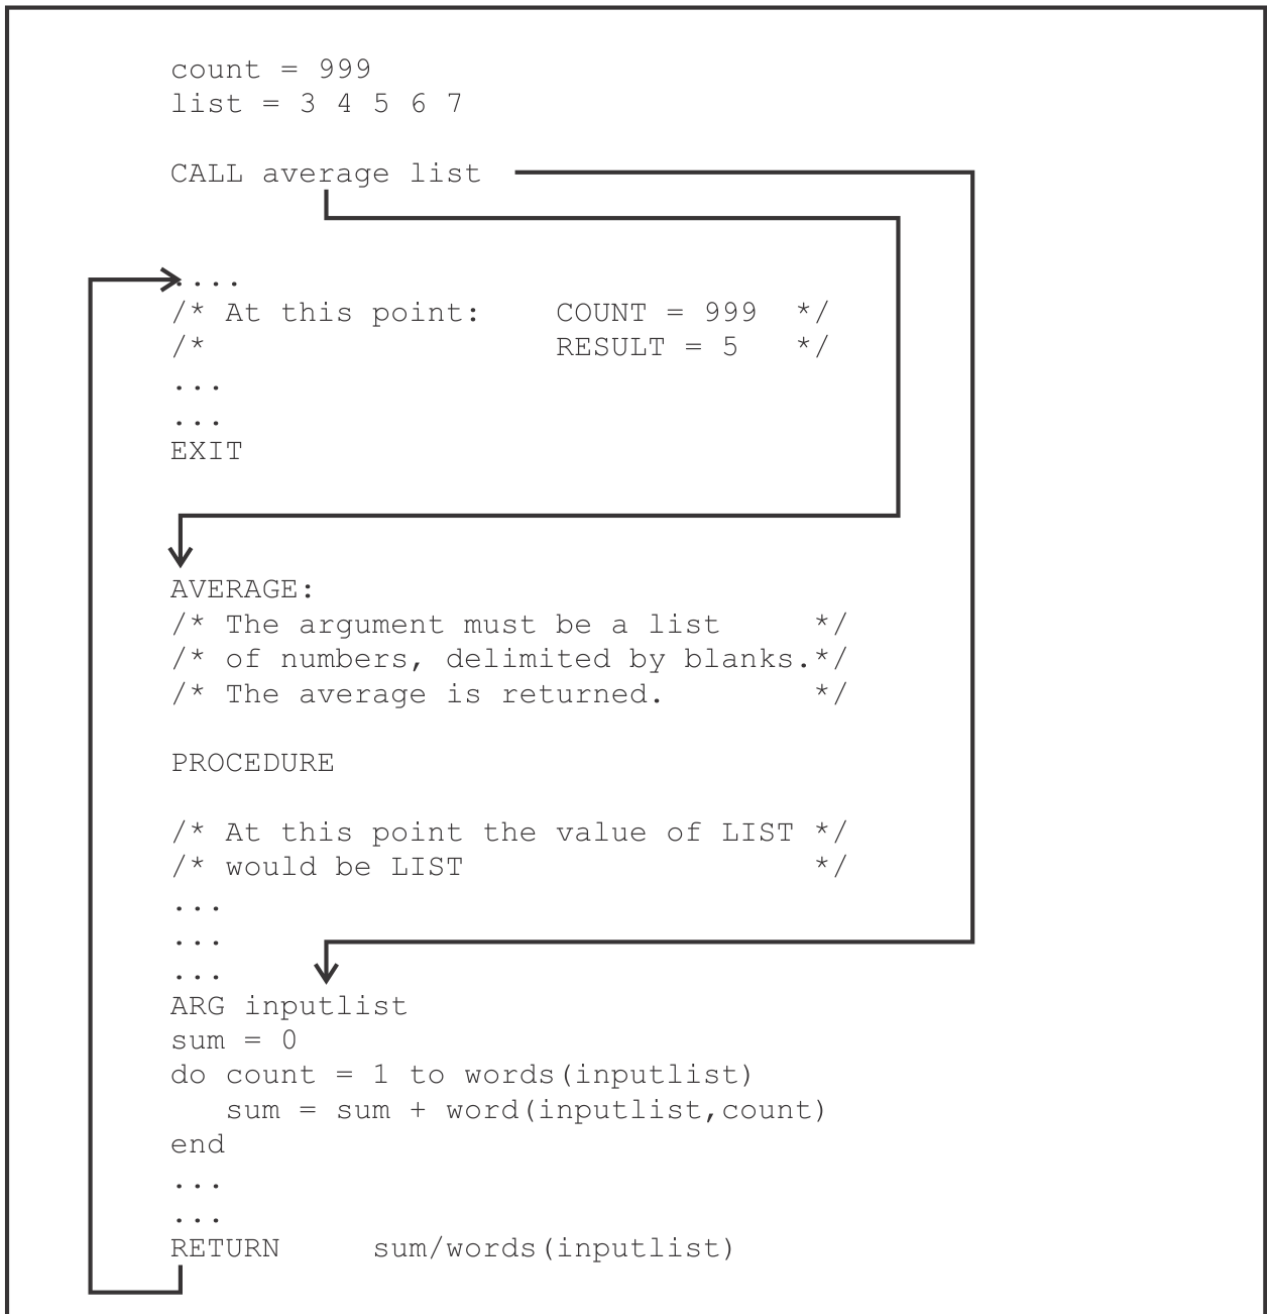 count = 999
list = 3 4 5 6 7
CALL average list
....
/* At this point:    COUNT = 999  */
/*                   RESULT = 5   */
...
...
EXIT
AVERAGE:
/* The argument must be a list     */
/* of numbers, delimited by blanks.*/
/* The average is returned.        */
PROCEDURE
/* At this point the value of LIST */
/* would be LIST                   */
...
...
...
ARG inputlist
sum = 0
do count = 1 to words(inputlist)
   sum = sum + word(inputlist,count)
end
...
...
RETURN     sum/words(inputlist)